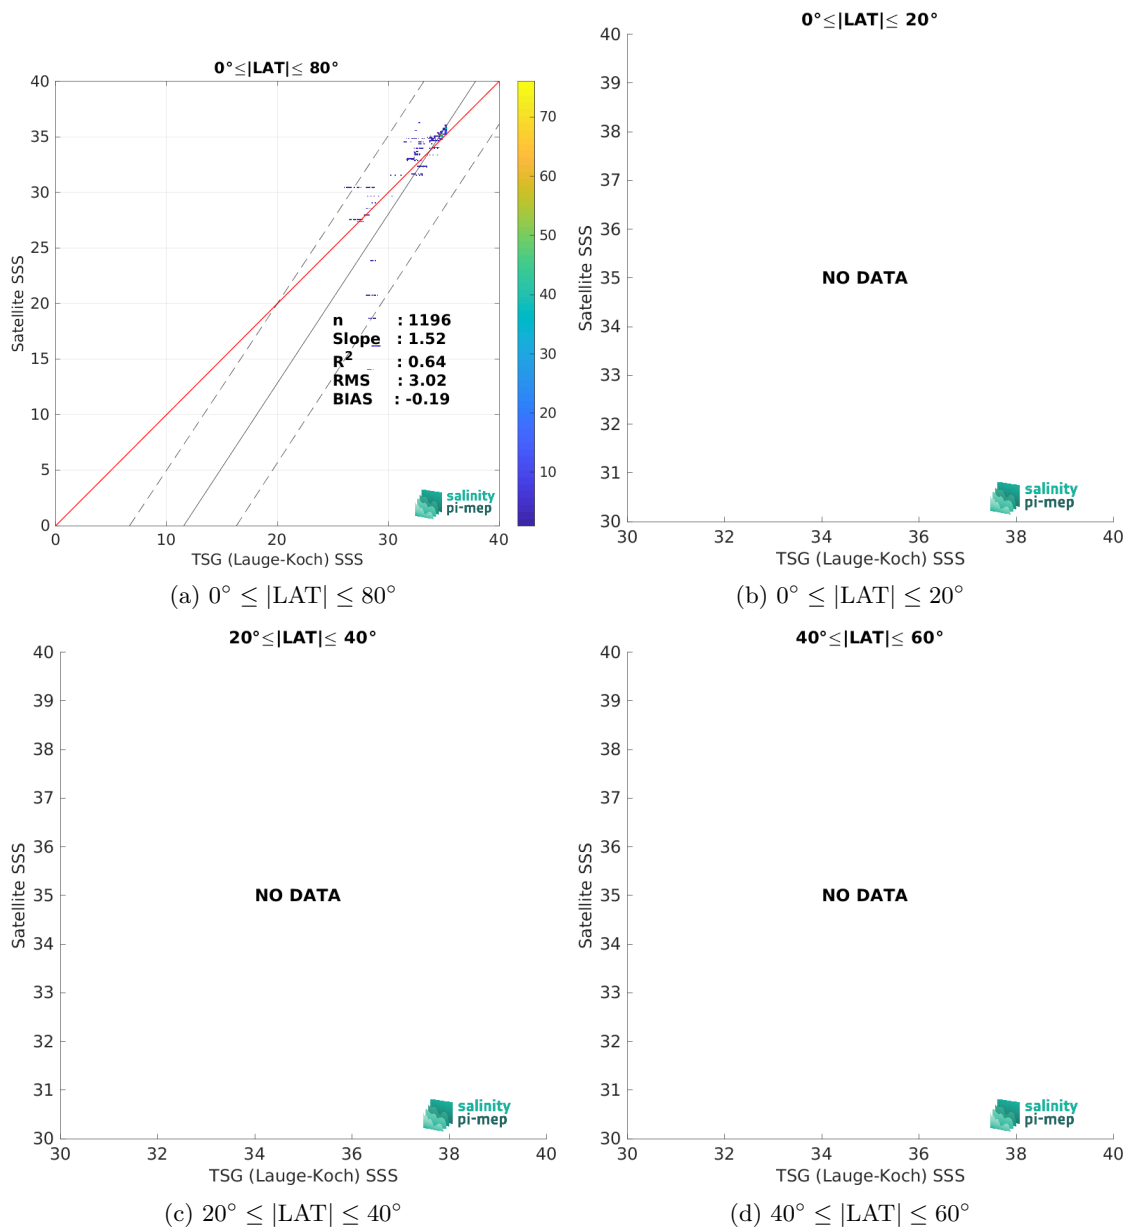 0°≤|LAT|≤ 80°
40
35
30
25
20
15
10
5
0
Satellite SSS
0
10
20
30
40
TSG (Lauge-Koch) SSS
70
60
50
40
30
20
10
n : 1196
Slope : 1.52
R² : 0.64
RMS : 3.02
BIAS : -0.19
salinity
pi-mep
(a) 0° ≤ |LAT| ≤ 80°
0°≤|LAT|≤ 20°
40
39
38
37
36
35
34
33
32
31
30
Satellite SSS
NO DATA
salinity
pi-mep
30
32
34
36
38
40
TSG (Lauge-Koch) SSS
(b) 0° ≤ |LAT| ≤ 20°
20°≤|LAT|≤ 40°
40
39
38
37
36
35
34
33
32
31
30
Satellite SSS
NO DATA
salinity
pi-mep
30
32
34
36
38
40
TSG (Lauge-Koch) SSS
(c) 20° ≤ |LAT| ≤ 40°
40°≤|LAT|≤ 60°
40
39
38
37
36
35
34
33
32
31
30
Satellite SSS
NO DATA
salinity
pi-mep
30
32
34
36
38
40
TSG (Lauge-Koch) SSS
(d) 40° ≤ |LAT| ≤ 60°